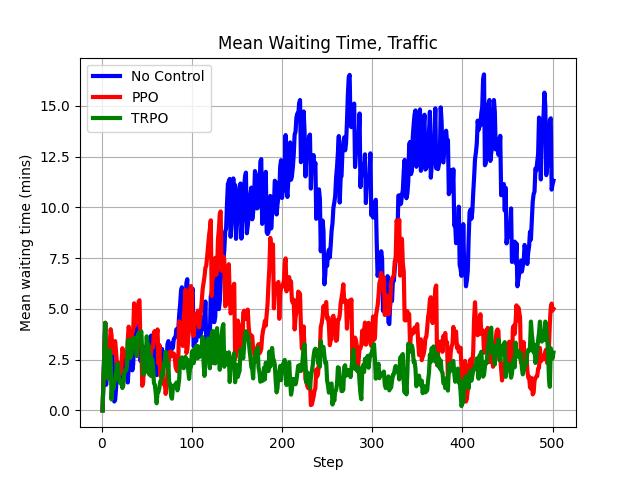 Mean Waiting Time, Traffic
No Control
PPO
TRPO
Mean waiting time (mins)
15.0
12.5
10.0
7.5
5.0
2.5
0.0
0 100 200 300 400 500
Step